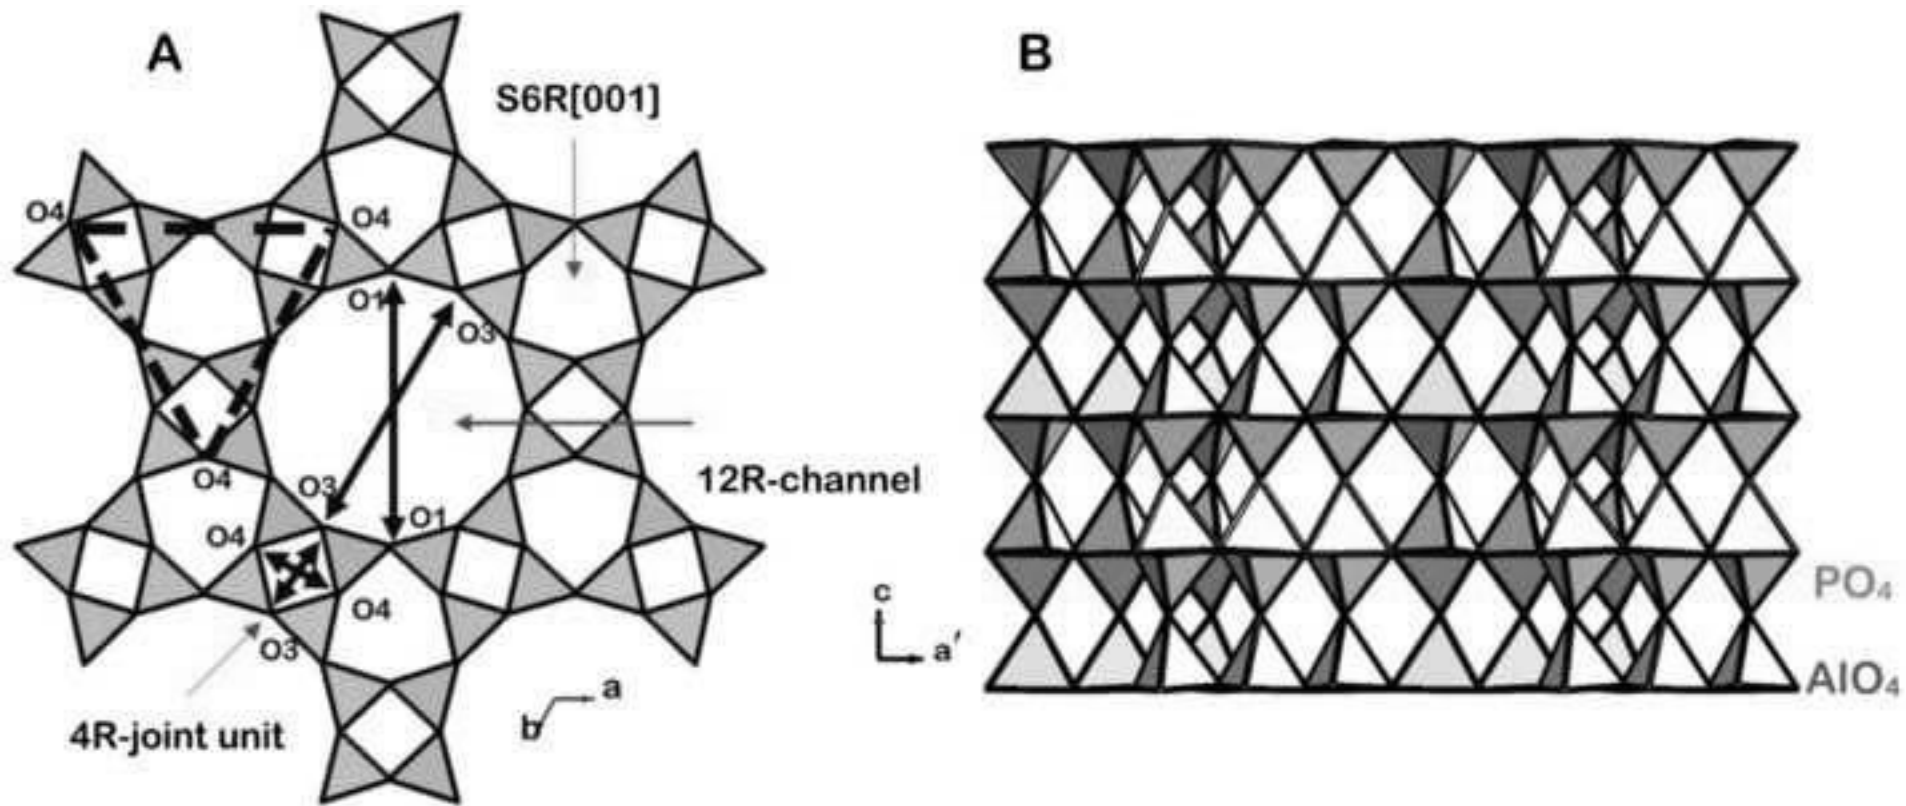 A
B
S6R[001]
O4
O4
O1
O3
12R-channel
O4
O3
O1
O4
O4
O3
4R-joint unit
a
b
c
a′
PO₄
AlO₄